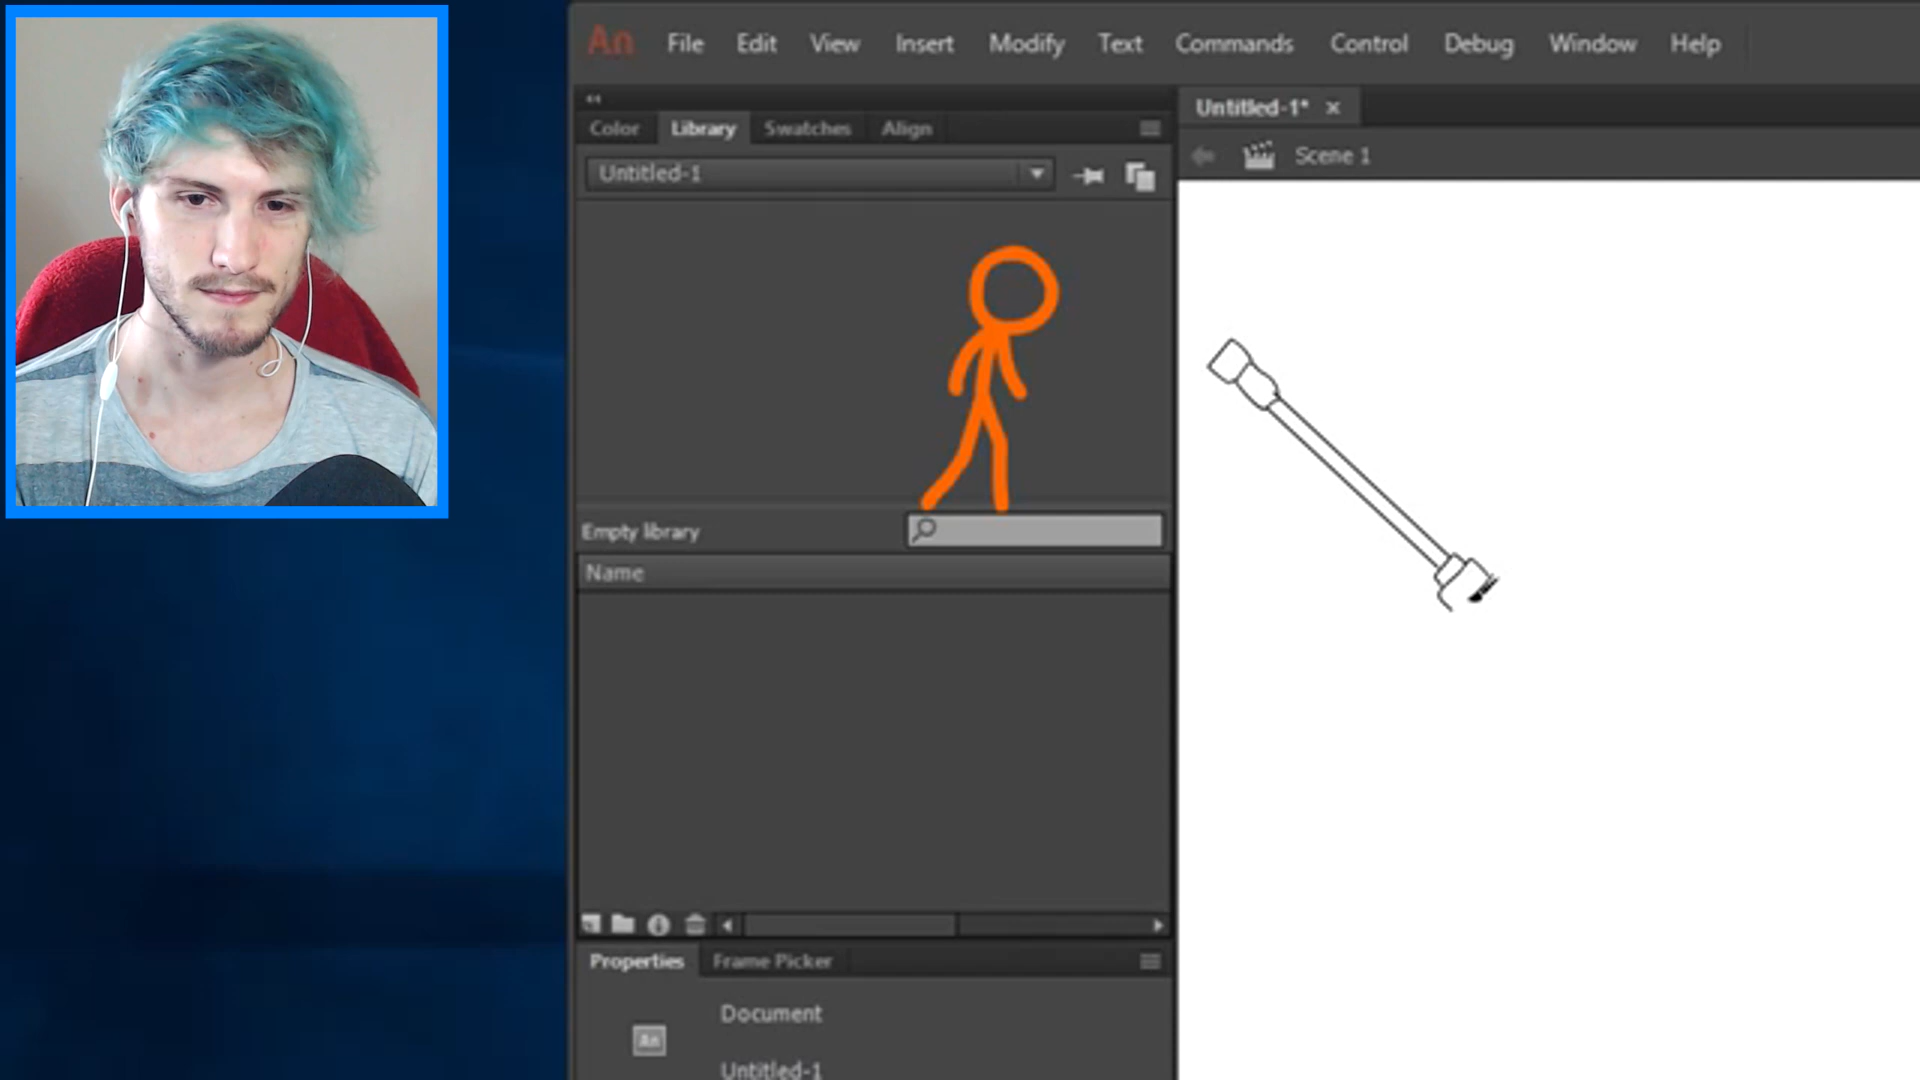 An File Edit View Insert Modify Text Commands Control Debug Window Help
Color Library Swatches Align
Untitled-1* ×
Untitled-1
Scene 1
Empty library
Name
Properties Frame Picker
Document
An
Untitled-1